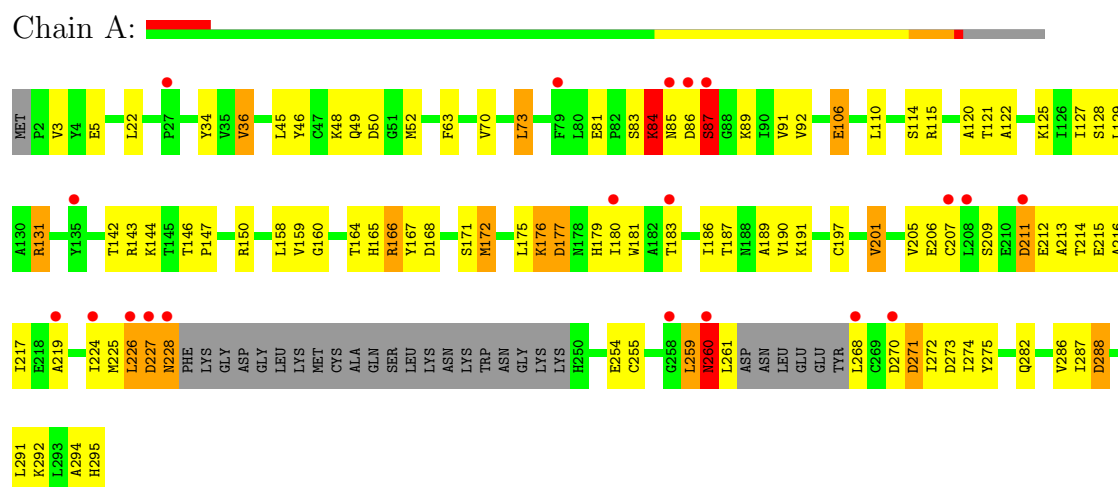 Chain A:
MET P2 V3 Y4 E5 L22 P27 Y34 V35 V36 L45 Y46 C47 K48 Q49 D50 G51 M52 F63 V70 L73 F79 L80 E81 P82 S83 K84 N85 D86 S87 G88 K89 I90 V91 V92 E106 L110 S114 R115 A120 T121 A122 K125 I126 I127 S128 L129
A130 R131 Y135 T142 R143 K144 T145 T146 P147 R150 L158 V159 G160 T164 H165 R166 Y167 D168 S171 M172 L175 K176 D177 N178 H179 I180 W181 A182 T183 I186 T187 N188 A189 V190 K191 C197 V201 V205 E206 C207 L208 S209 E210 D211 E212 A213 T214 E215 A216
I217 E218 A219 I224 M225 L226 D227 N228 PHE LYS GLY ASP GLY LEU LYS MET CYS ALA GLN SER LEU LYS ASN LYS TRP ASN GLY LYS LYS H250 E254 C255 G258 L259 N260 L261 ASP ASN LEU GLU GLU TYR L268 C269 D270 D271 I272 D273 I274 Y275 Q282 V286 I287 D288
L291 K292 L293 A294 H295